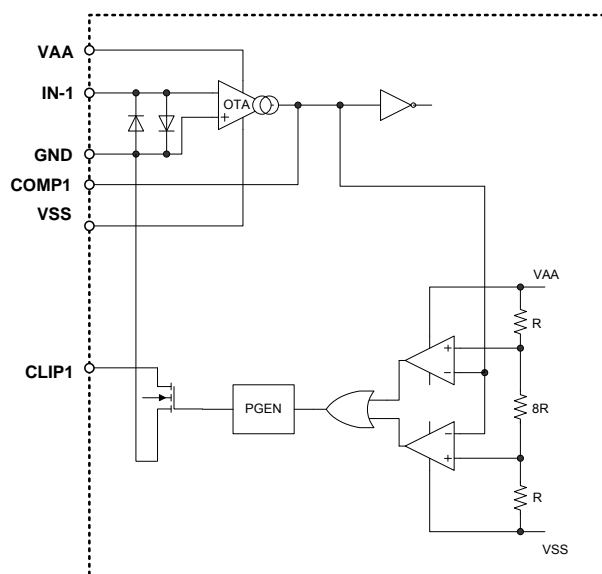 VAA
IN-1
OTA
+
GND
COMP1
VSS
VAA
R
+
−
CLIP1
8R
PGEN
−
+
R
VSS